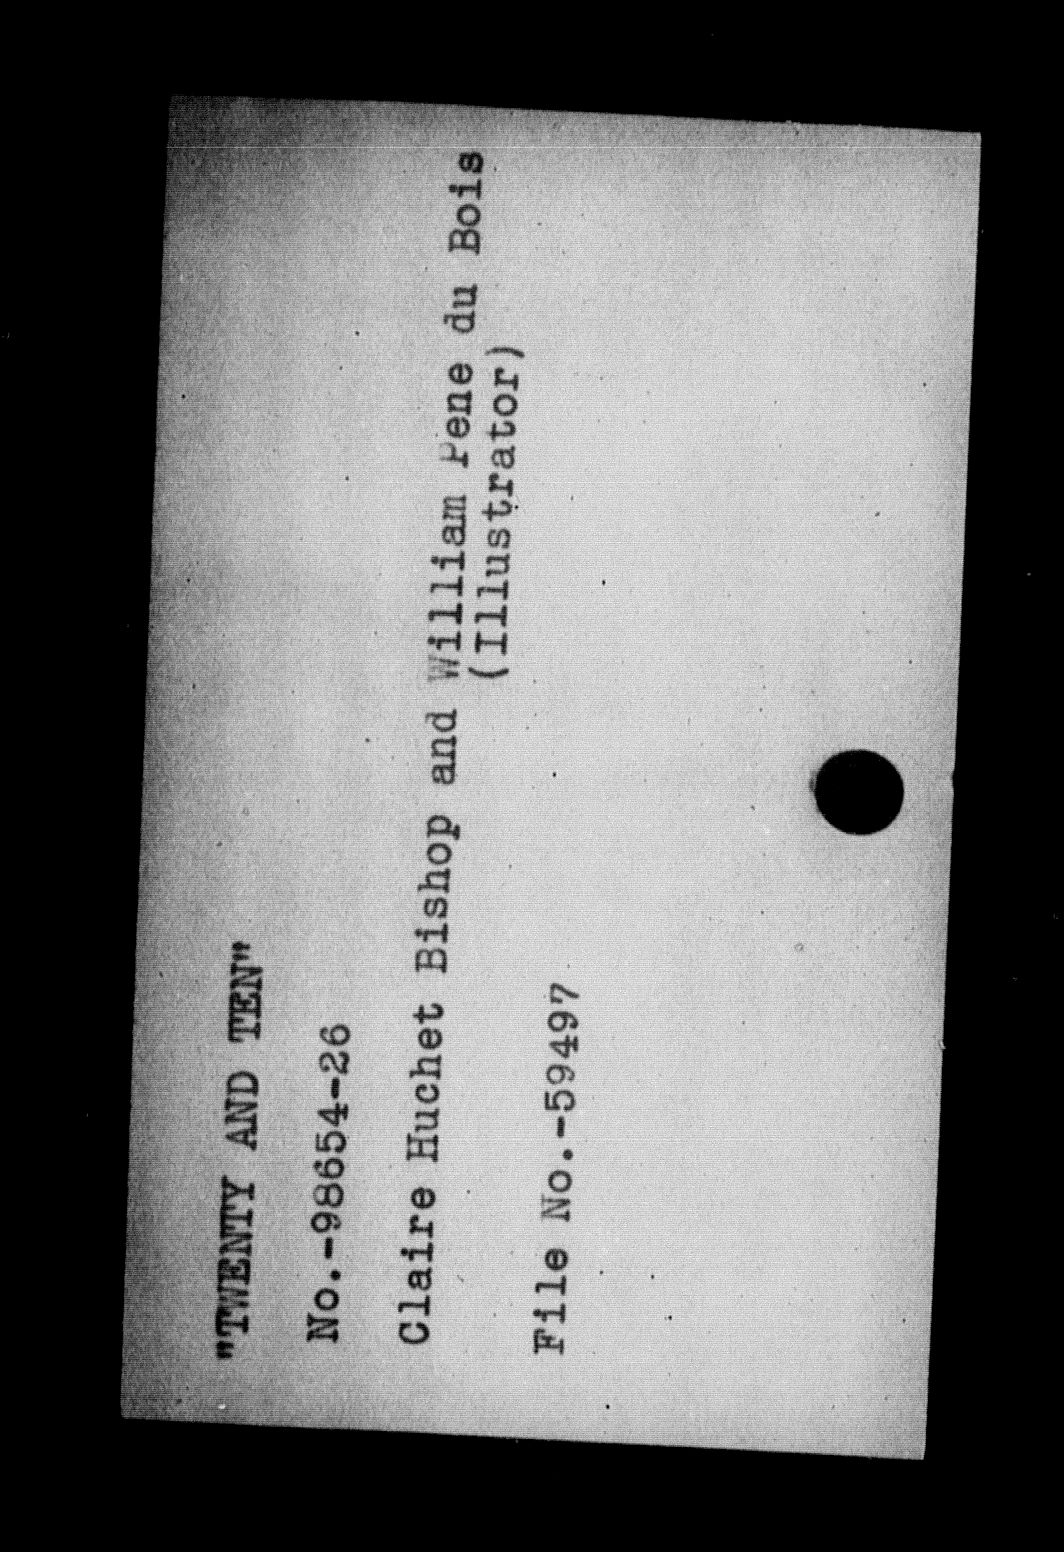 "TWENTY AND TEN"
No.-98654-26
Claire Huchet Bishop and William Pene du Bois
(Illustrator)
File No.-59497